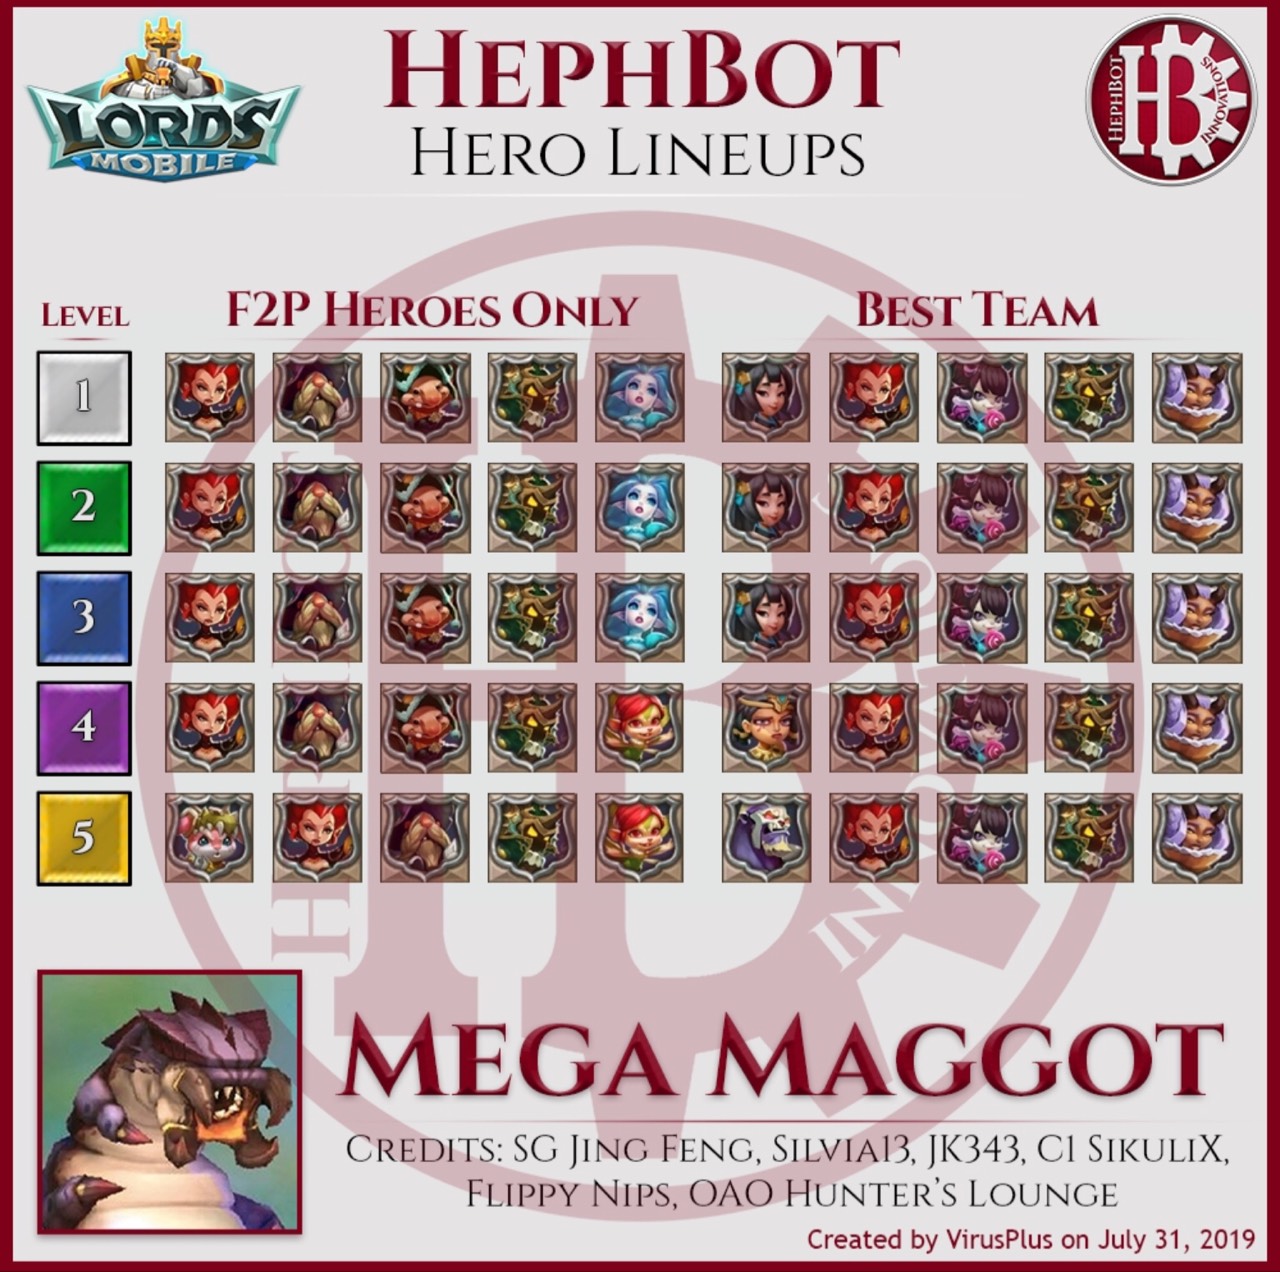 LORDS
MOBILE
HEPHBOT
HERO LINEUPS
HEPHBOT
INNOVATIONS
LEVEL
F2P HEROES ONLY
BEST TEAM
1
2
3
4
5
MEGA MAGGOT
CREDITS: SG JING FENG, SILVIA13, JK343, C1 SIKULIX,
FLIPPY NIPS, OAO HUNTER'S LOUNGE
Created by VirusPlus on July 31, 2019